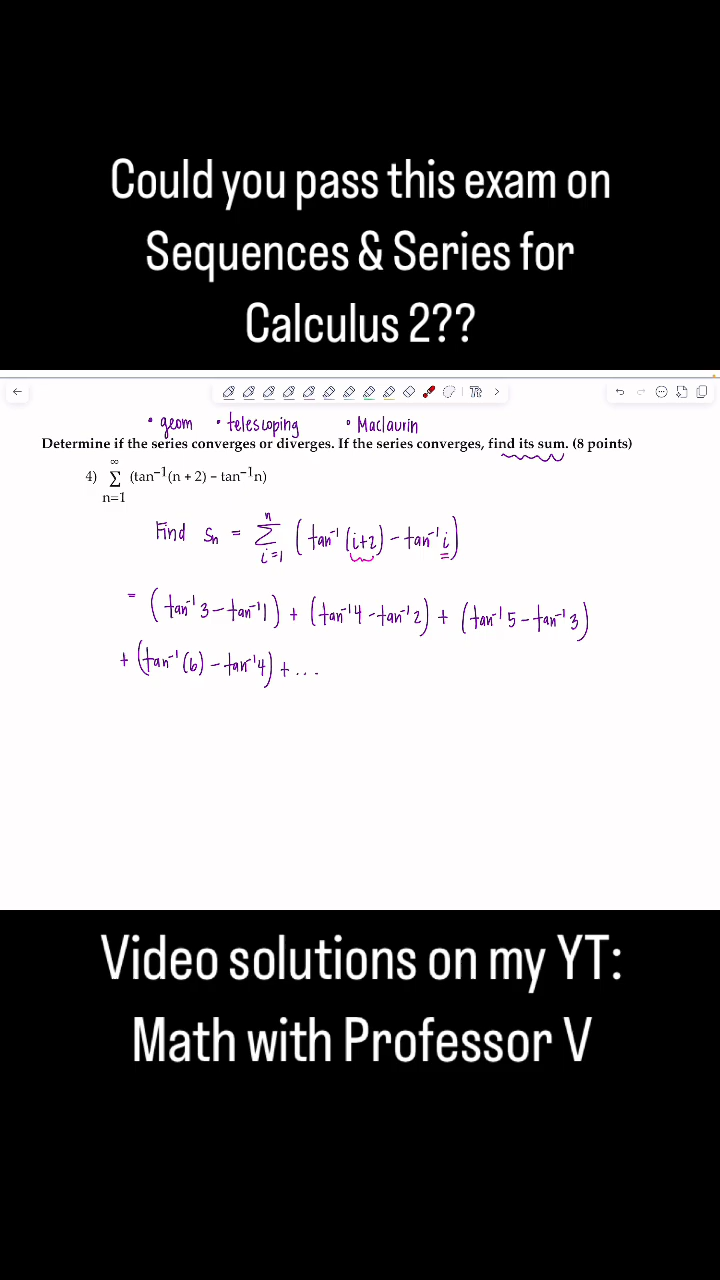 Could you pass this exam on
Sequences & Series for
Calculus 2??
• geom • telescoping • Maclaurin
Determine if the series converges or diverges. If the series converges, find its sum. (8 points)
4) ∞ Σ n=1 (tan⁻¹(n + 2) – tan⁻¹n)
Find Sn = n Σ i=1 (tan⁻¹(i+2) – tan⁻¹i)
= (tan⁻¹3 – tan⁻¹1) + (tan⁻¹4 – tan⁻¹2) + (tan⁻¹5 – tan⁻¹3)
+ (tan⁻¹(6) – tan⁻¹4) + ...
Video solutions on my YT:
Math with Professor V